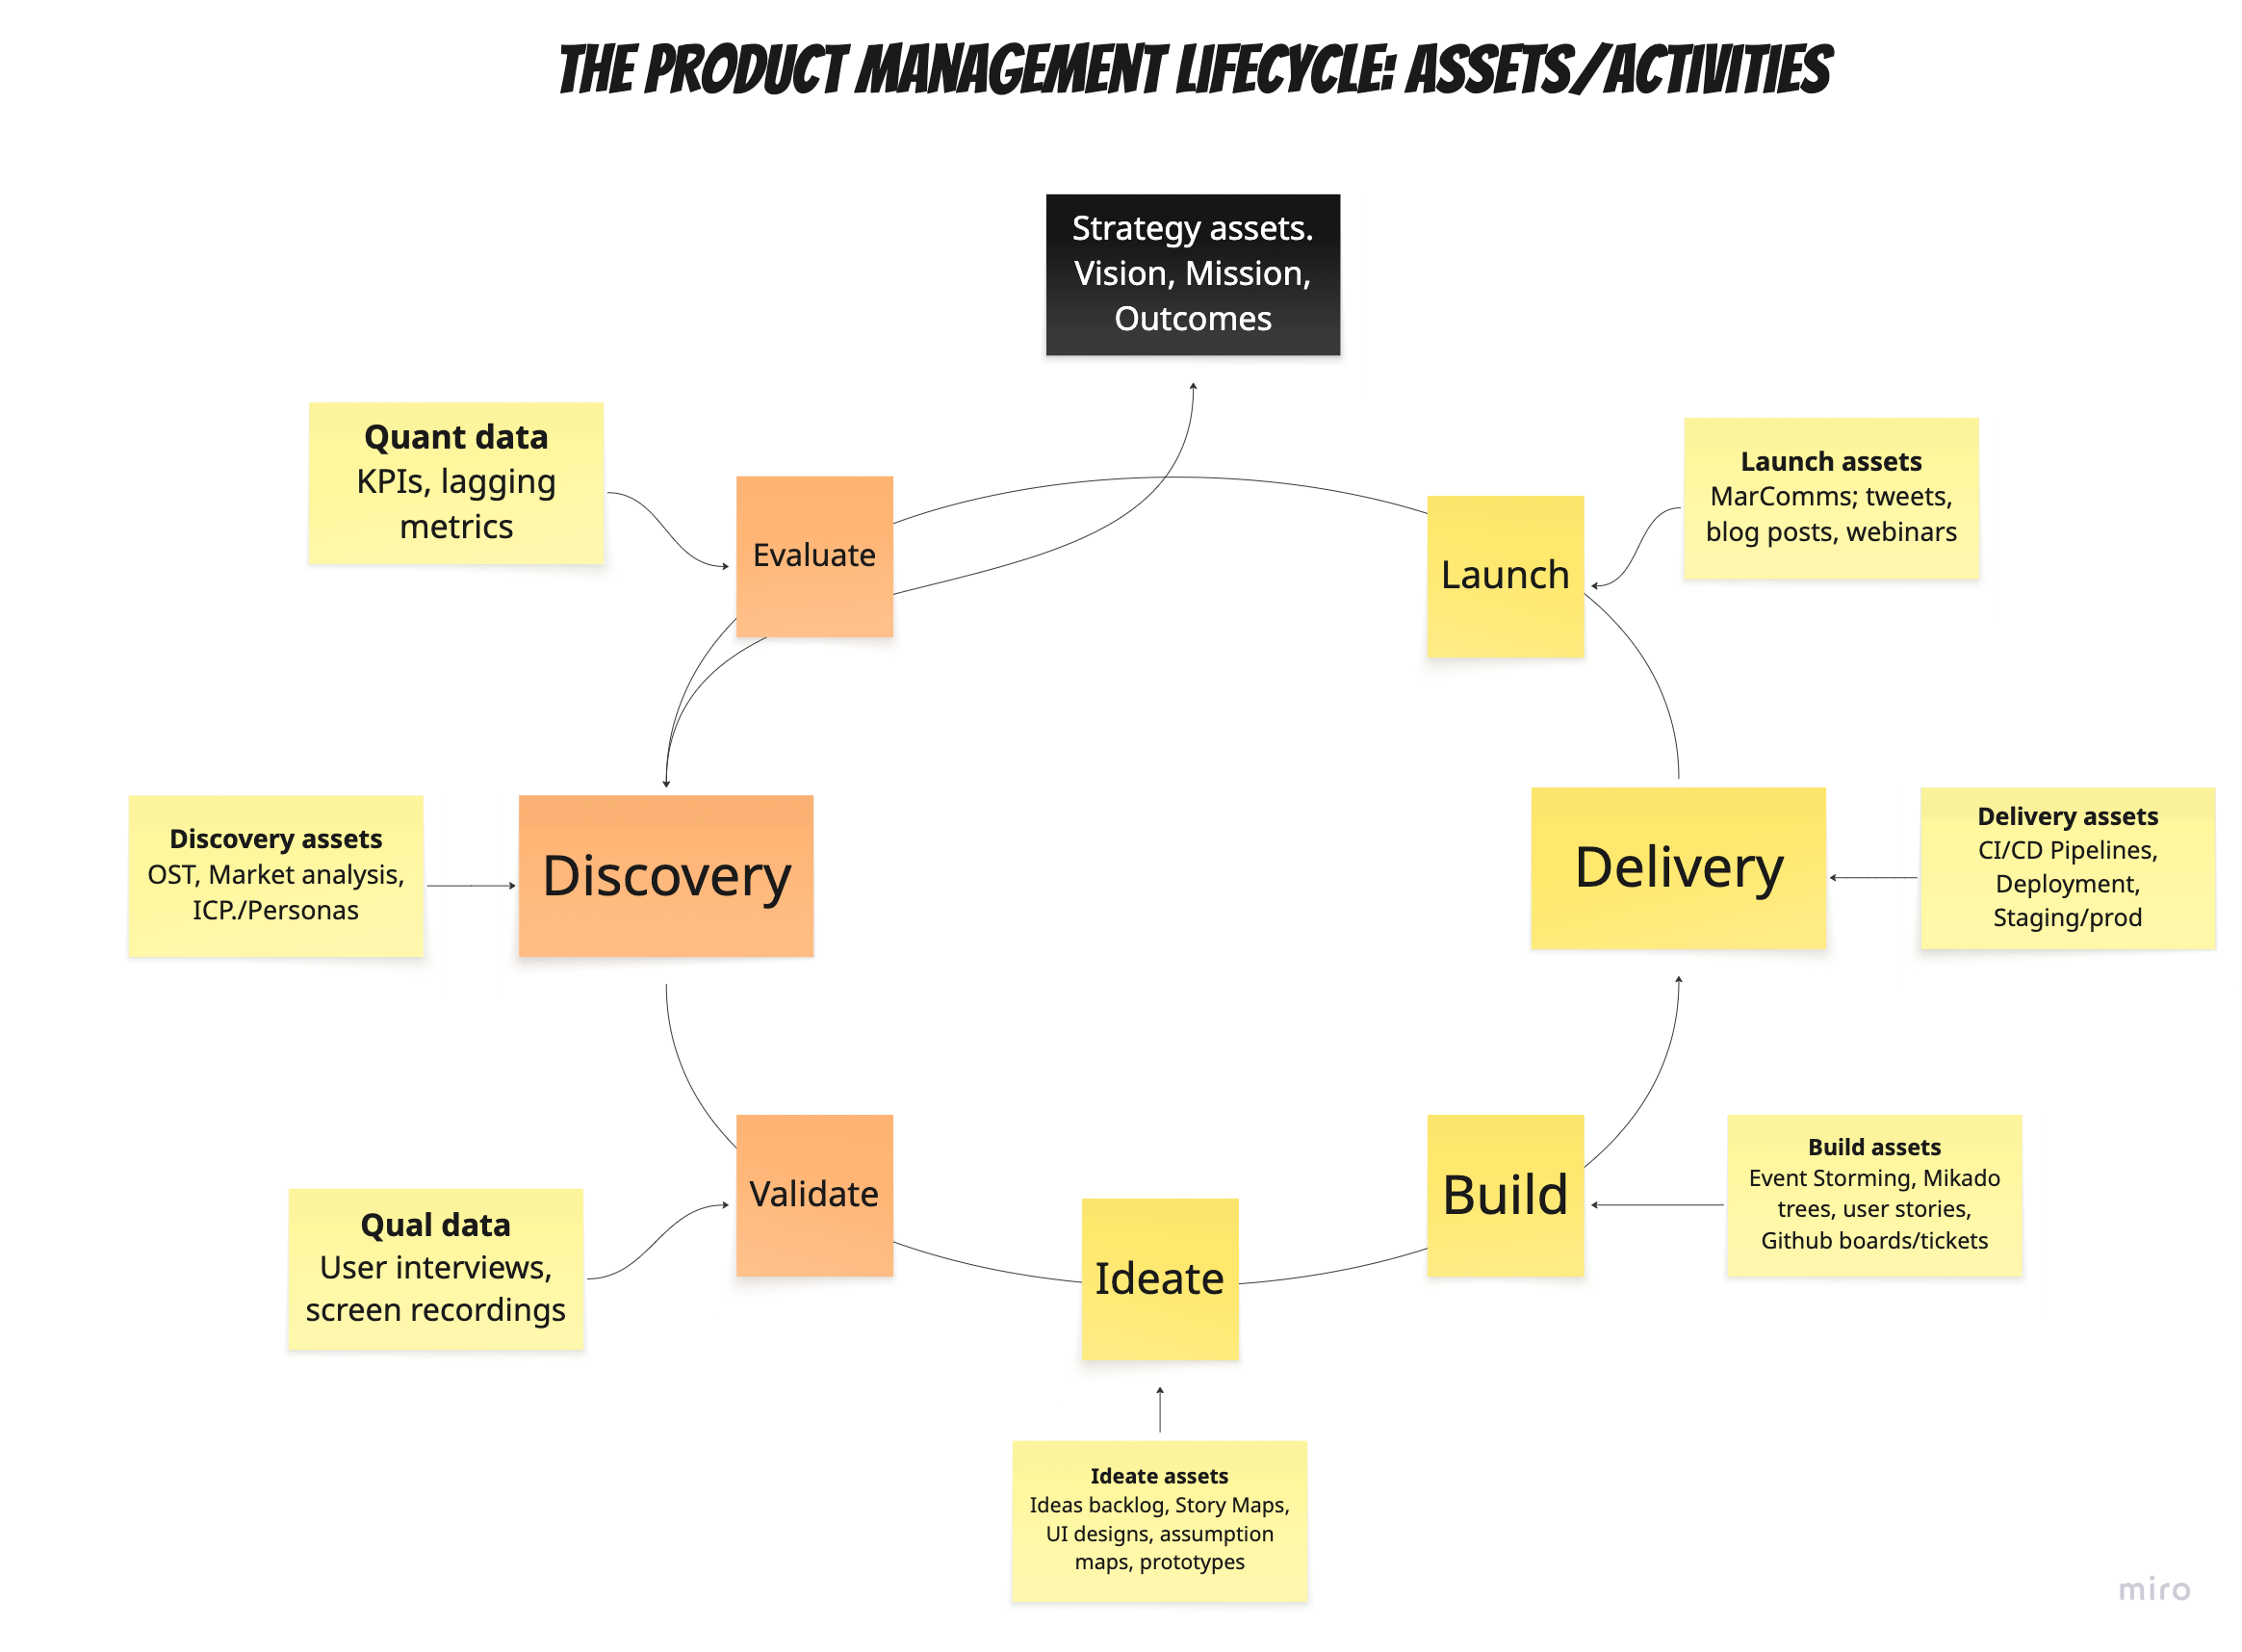 THE PRODUCT MANAGEMENT LIFECYCLE: ASSETS/ACTIVITIES
Strategy assets.
Vision, Mission,
Outcomes
Quant data
KPIs, lagging
metrics
Evaluate
Launch
Launch assets
MarComms; tweets,
blog posts, webinars
Discovery assets
OST, Market analysis,
ICP./Personas
Discovery
Delivery
Delivery assets
CI/CD Pipelines,
Deployment,
Staging/prod
Qual data
User interviews,
screen recordings
Validate
Ideate
Build
Build assets
Event Storming, Mikado
trees, user stories,
Github boards/tickets
Ideate assets
Ideas backlog, Story Maps,
UI designs, assumption
maps, prototypes
miro